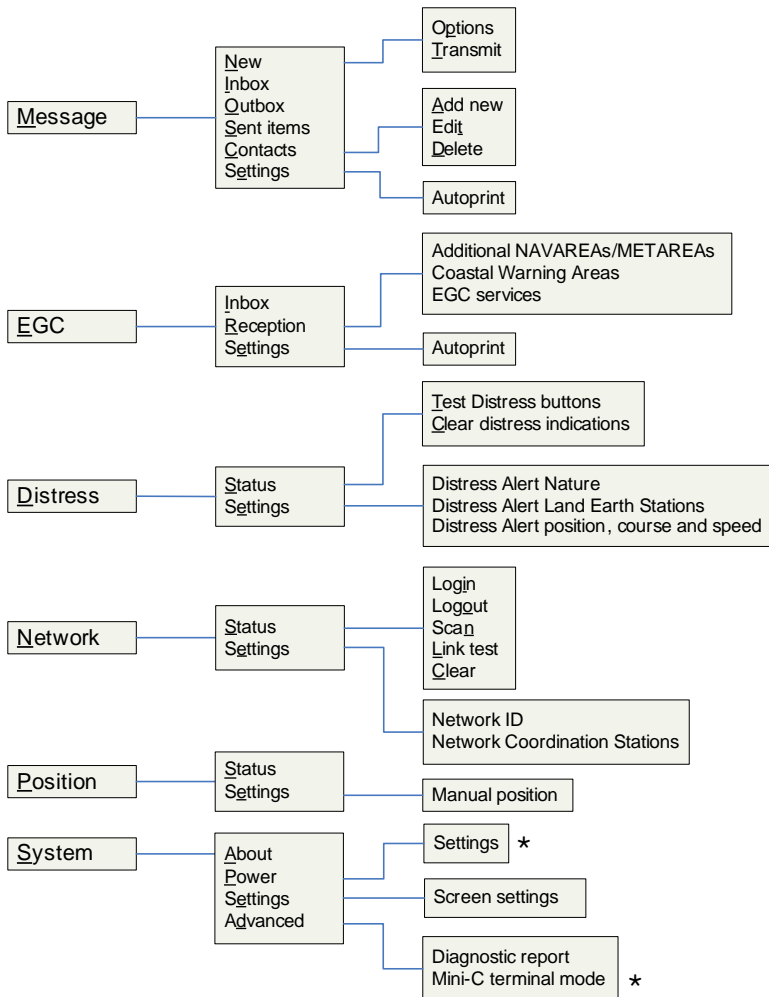 Message
New
Inbox
Outbox
Sent items
Contacts
Settings
Options
Transmit
Add new
Edit
Delete
Autoprint
EGC
Inbox
Reception
Settings
Additional NAVAREAs/METAREAs
Coastal Warning Areas
EGC services
Autoprint
Distress
Status
Settings
Test Distress buttons
Clear distress indications
Distress Alert Nature
Distress Alert Land Earth Stations
Distress Alert position, course and speed
Network
Status
Settings
Login
Logout
Scan
Link test
Clear
Network ID
Network Coordination Stations
Position
Status
Settings
Manual position
System
About
Power
Settings
Advanced
Settings *
Screen settings
Diagnostic report
Mini-C terminal mode *